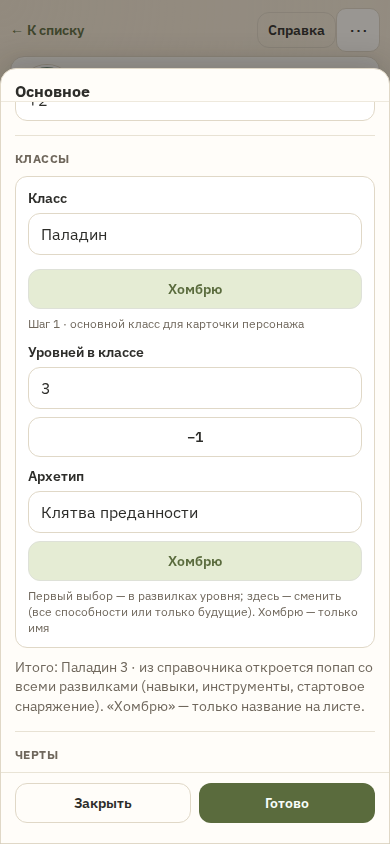 ← К списку
Справка
⋯
Основное
+2
КЛАССЫ
Класс
Паладин
Хомбрю
Шаг 1 · основной класс для карточки персонажа
Уровней в классе
3
−1
Архетип
Клятва преданности
Хомбрю
Первый выбор — в развилках уровня; здесь — сменить
(все способности или только будущие). Хомбрю — только
имя
Итого: Паладин 3 · из справочника откроется попап со
всеми развилками (навыки, инструменты, стартовое
снаряжение). «Хомбрю» — только название на листе.
ЧЕРТЫ
Закрыть
Готово